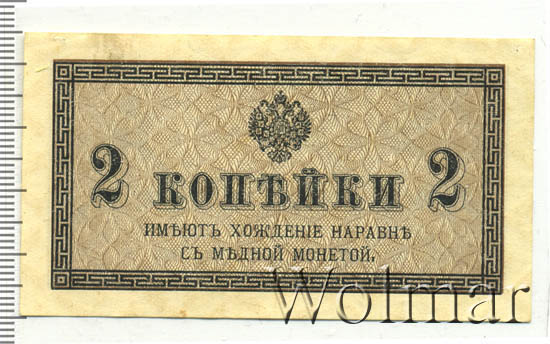 2 КОПѢЙКИ 2
ИМѢЮТЪ ХОЖДЕНІЕ НАРАВНѢ
СЪ МѢДНОЙ МОНЕТОЙ.
Wolmar